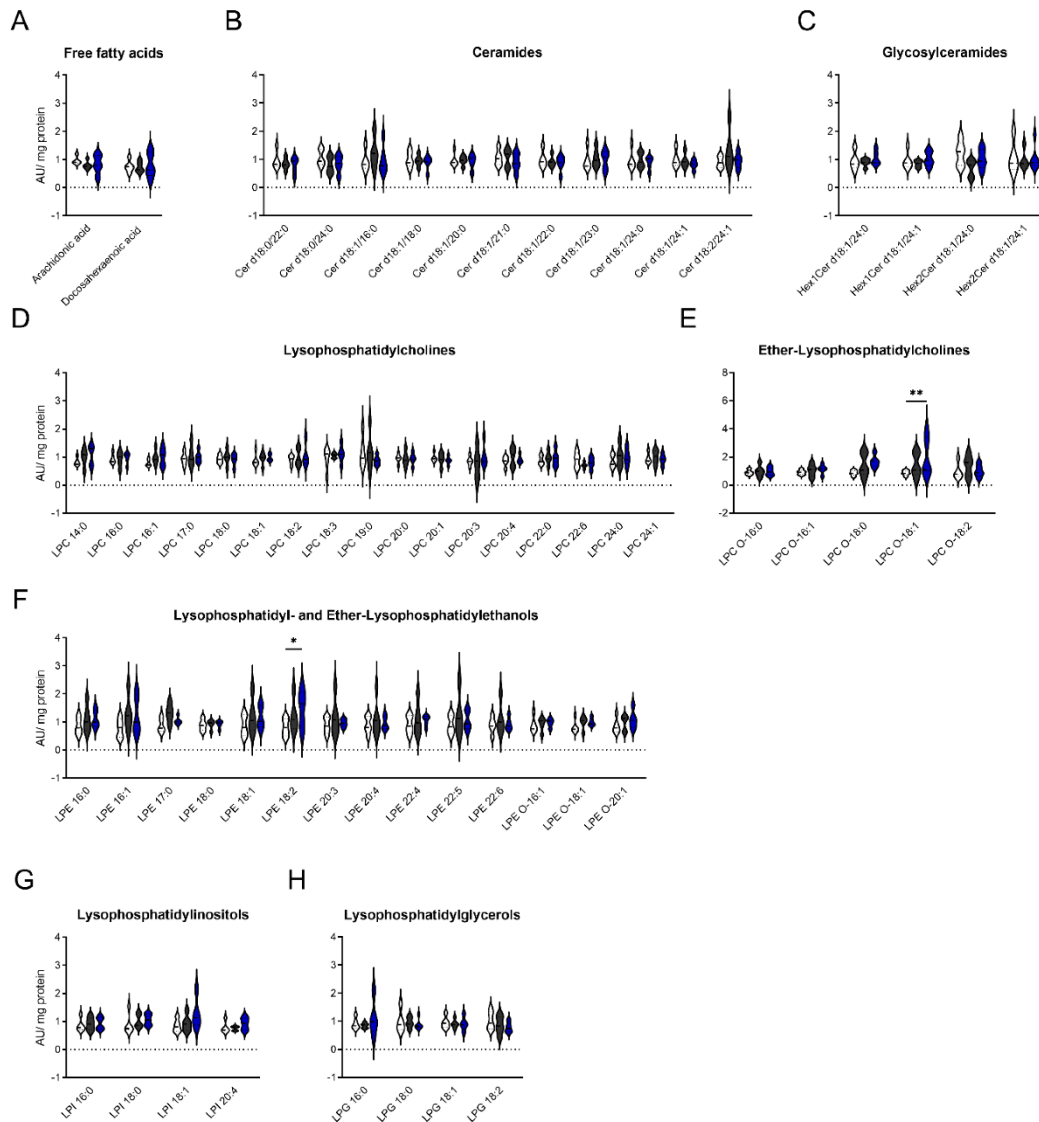 A
Free fatty acids
AU/ mg protein
4
3
2
1
0
-1
Arachidonic acid
Docosahexaenoic acid
B
Ceramides
4
3
2
1
0
-1
Cer d18:0/22:0
Cer d18:0/24:0
Cer d18:1/16:0
Cer d18:1/18:0
Cer d18:1/20:0
Cer d18:1/21:0
Cer d18:1/22:0
Cer d18:1/23:0
Cer d18:1/24:0
Cer d18:1/24:1
Cer d18:2/24:1
C
Glycosylceramides
4
3
2
1
0
-1
Hex1Cer d18:1/24:0
Hex1Cer d18:1/24:1
Hex2Cer d18:1/24:0
Hex2Cer d18:1/24:1
D
Lysophosphatidylcholines
AU/ mg protein
4
3
2
1
0
-1
LPC 14:0
LPC 16:0
LPC 16:1
LPC 17:0
LPC 18:0
LPC 18:1
LPC 18:2
LPC 18:3
LPC 19:0
LPC 20:0
LPC 20:1
LPC 20:3
LPC 20:4
LPC 22:0
LPC 22:6
LPC 24:0
LPC 24:1
E
Ether-Lysophosphatidylcholines
8
6
4
2
0
-2
**
LPC O-16:0
LPC O-16:1
LPC O-18:0
LPC O-18:1
LPC O-18:2
F
Lysophosphatidyl- and Ether-Lysophosphatidylethanols
AU/ mg protein
4
3
2
1
0
-1
*
LPE 16:0
LPE 16:1
LPE 17:0
LPE 18:0
LPE 18:1
LPE 18:2
LPE 20:3
LPE 20:4
LPE 22:4
LPE 22:5
LPE 22:6
LPE O-16:1
LPE O-18:1
LPE O-20:1
G
Lysophosphatidylinositols
AU/ mg protein
4
3
2
1
0
-1
LPI 16:0
LPI 18:0
LPI 18:1
LPI 20:4
H
Lysophosphatidylglycerols
4
3
2
1
0
-1
LPG 16:0
LPG 18:0
LPG 18:1
LPG 18:2